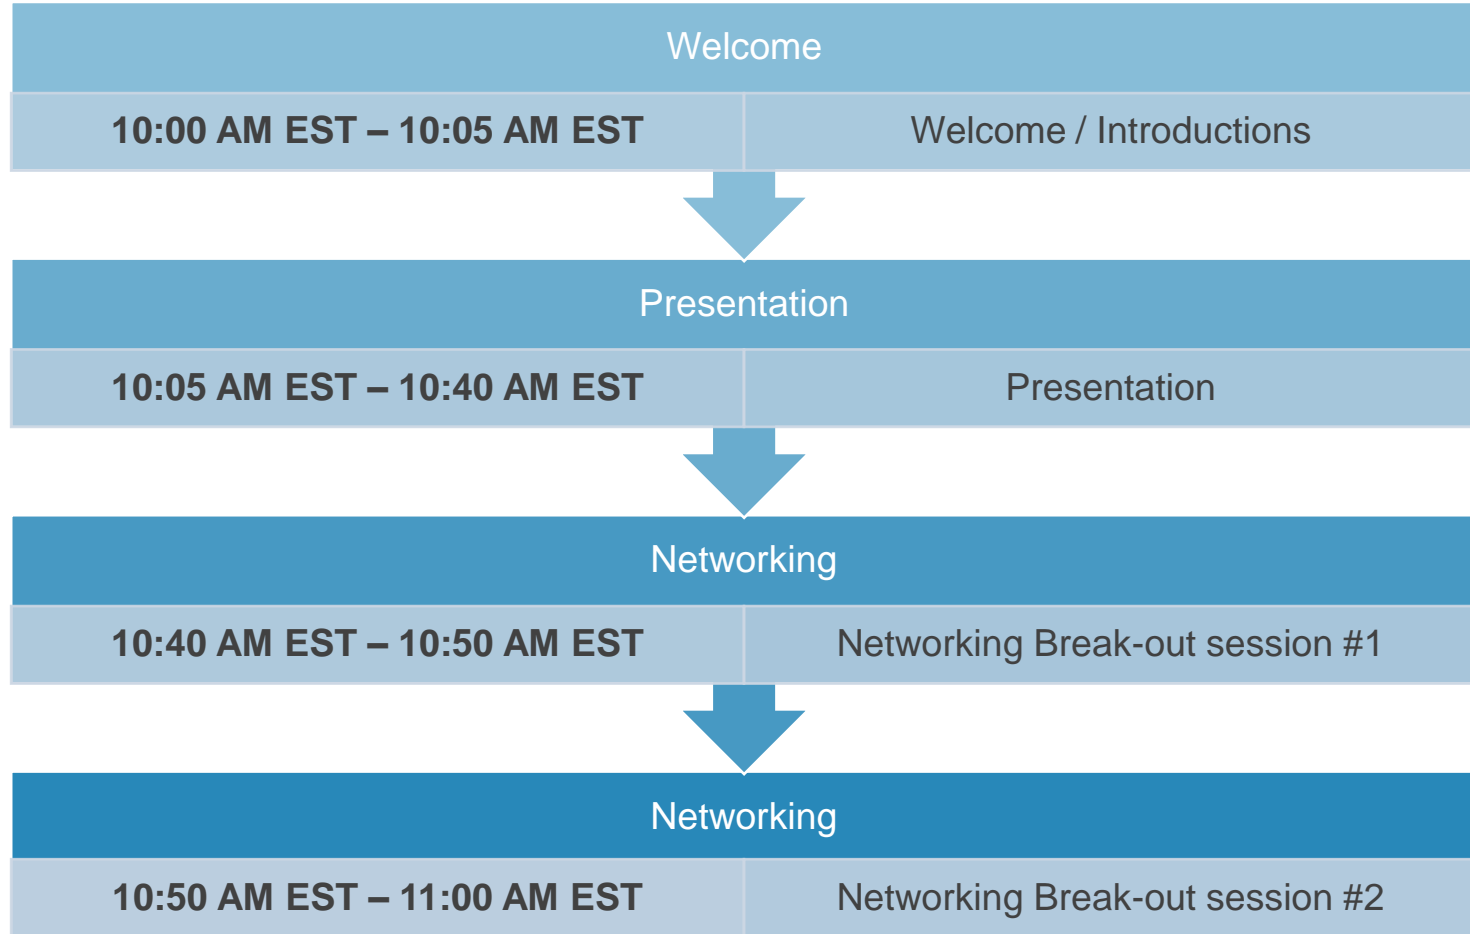 Welcome
10:00 AM EST – 10:05 AM EST
Welcome / Introductions
Presentation
10:05 AM EST – 10:40 AM EST
Presentation
Networking
10:40 AM EST – 10:50 AM EST
Networking Break-out session #1
Networking
10:50 AM EST – 11:00 AM EST
Networking Break-out session #2